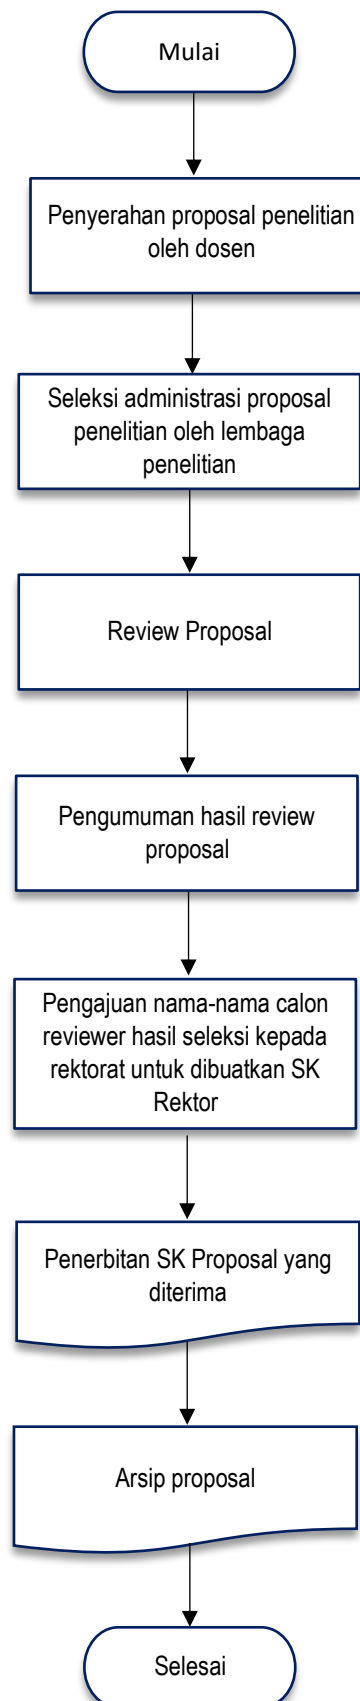 Mulai
Penyerahan proposal penelitian
oleh dosen
Seleksi administrasi proposal
penelitian oleh lembaga
penelitian
Review Proposal
Pengumuman hasil review
proposal
Pengajuan nama-nama calon
reviewer hasil seleksi kepada
rektorat untuk dibuatkan SK
Rektor
Penerbitan SK Proposal yang
diterima
Arsip proposal
Selesai